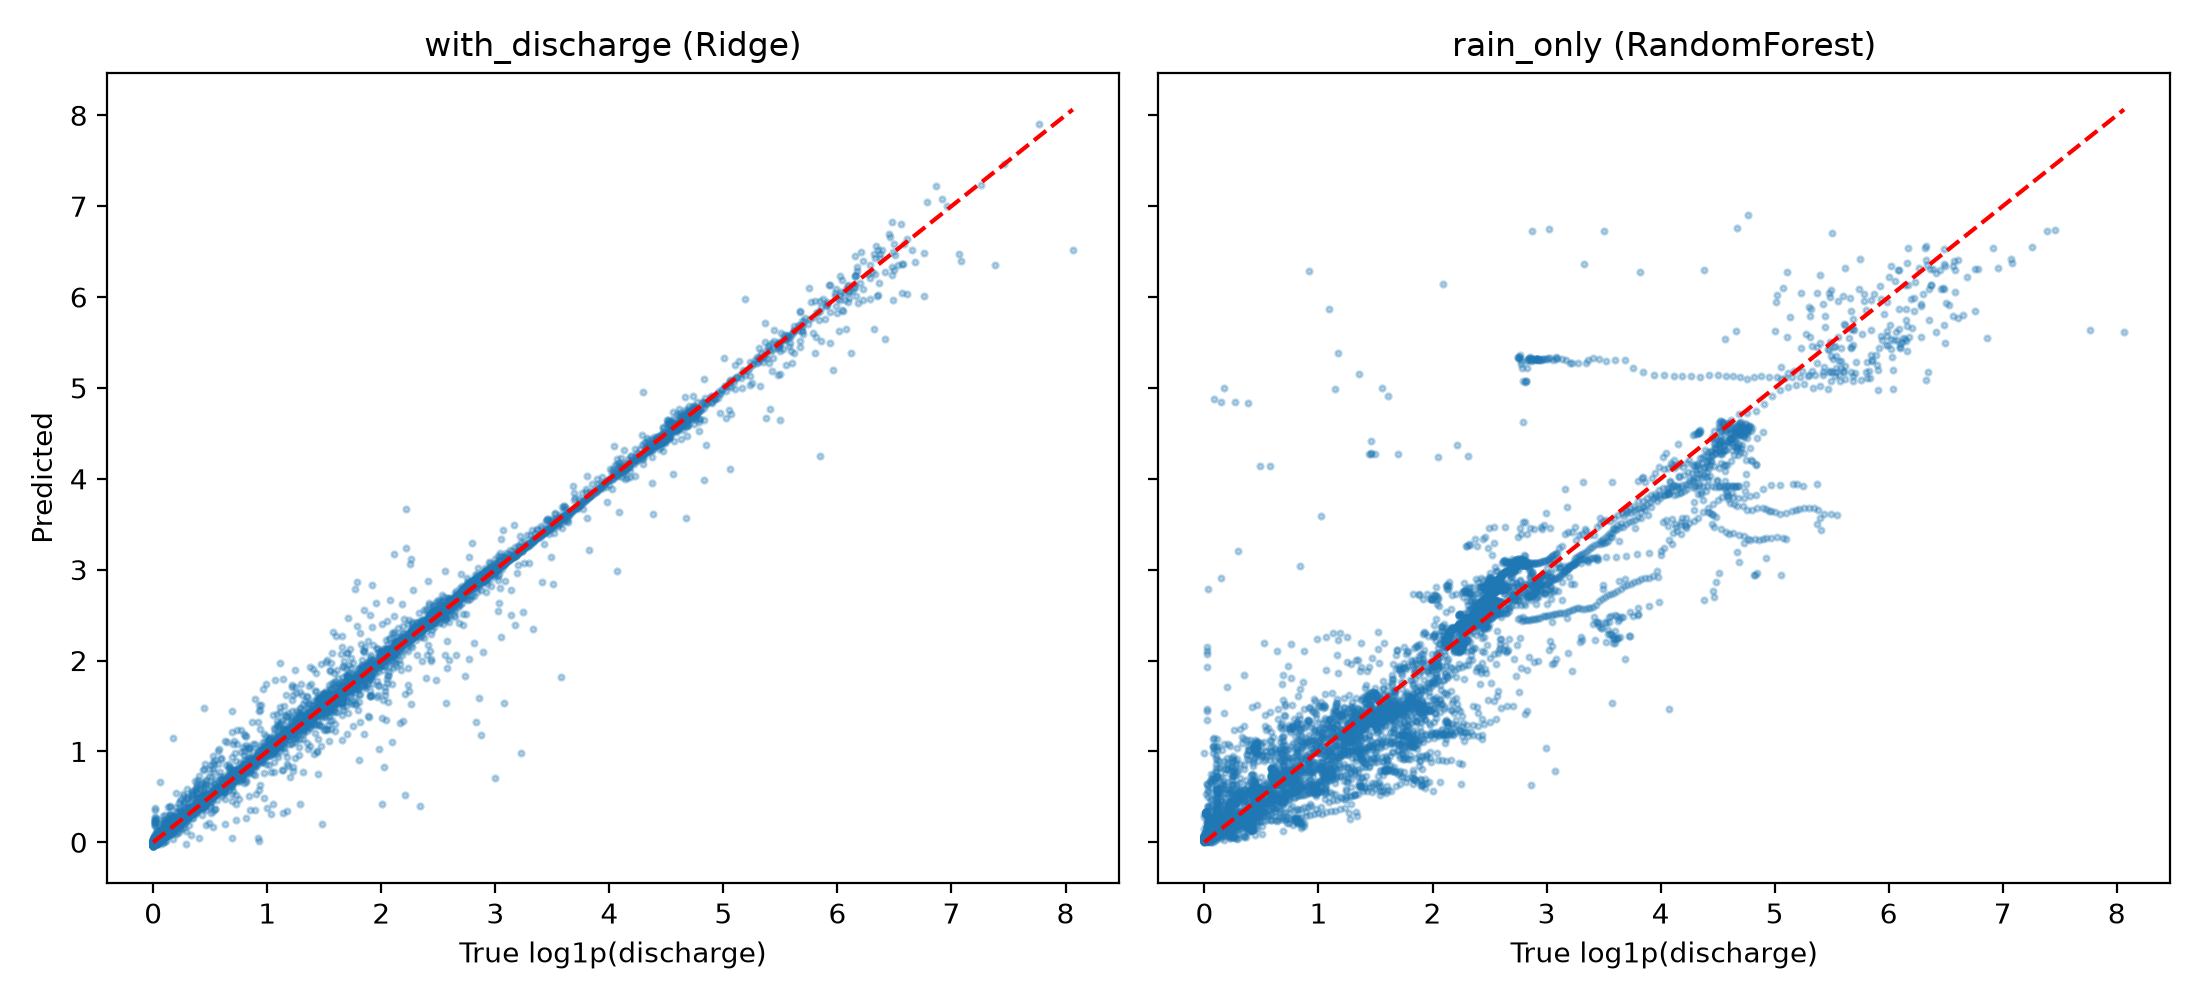 with_discharge (Ridge)
rain_only (RandomForest)
Predicted
8
7
6
5
4
3
2
1
0
0 1 2 3 4 5 6 7 8
0 1 2 3 4 5 6 7 8
True log1p(discharge)
True log1p(discharge)